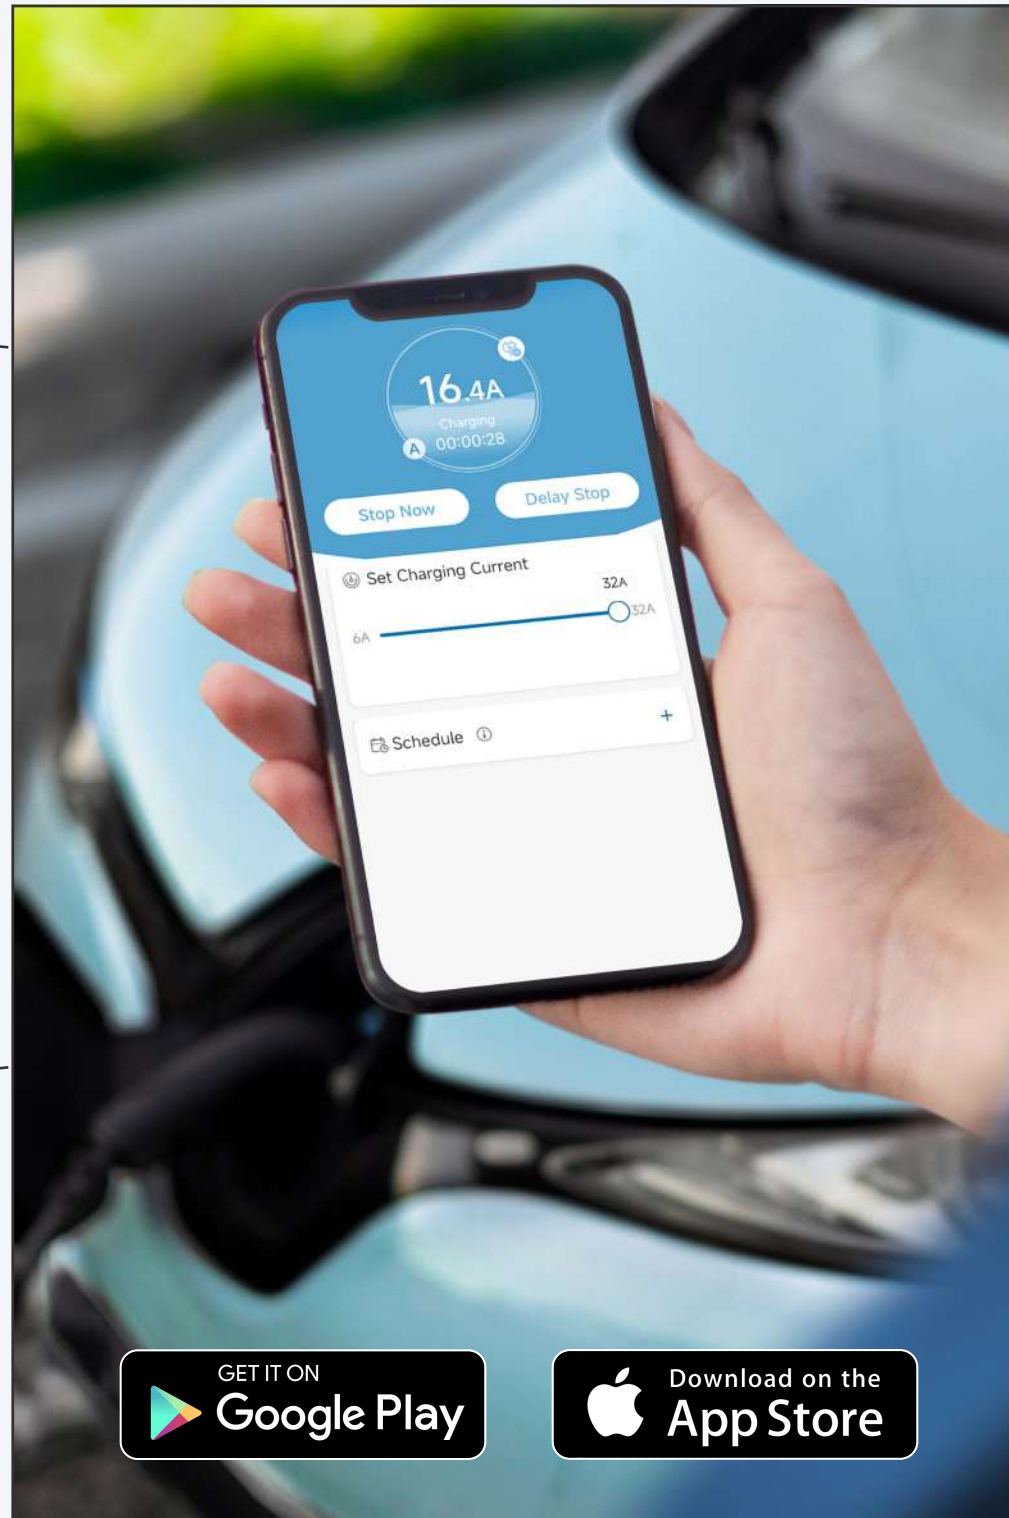 16.4A
Charging
A 00:00:28
Stop Now
Delay Stop
Set Charging Current
32A
6A
32A
Schedule
+
GET IT ON
Google Play
Download on the
App Store